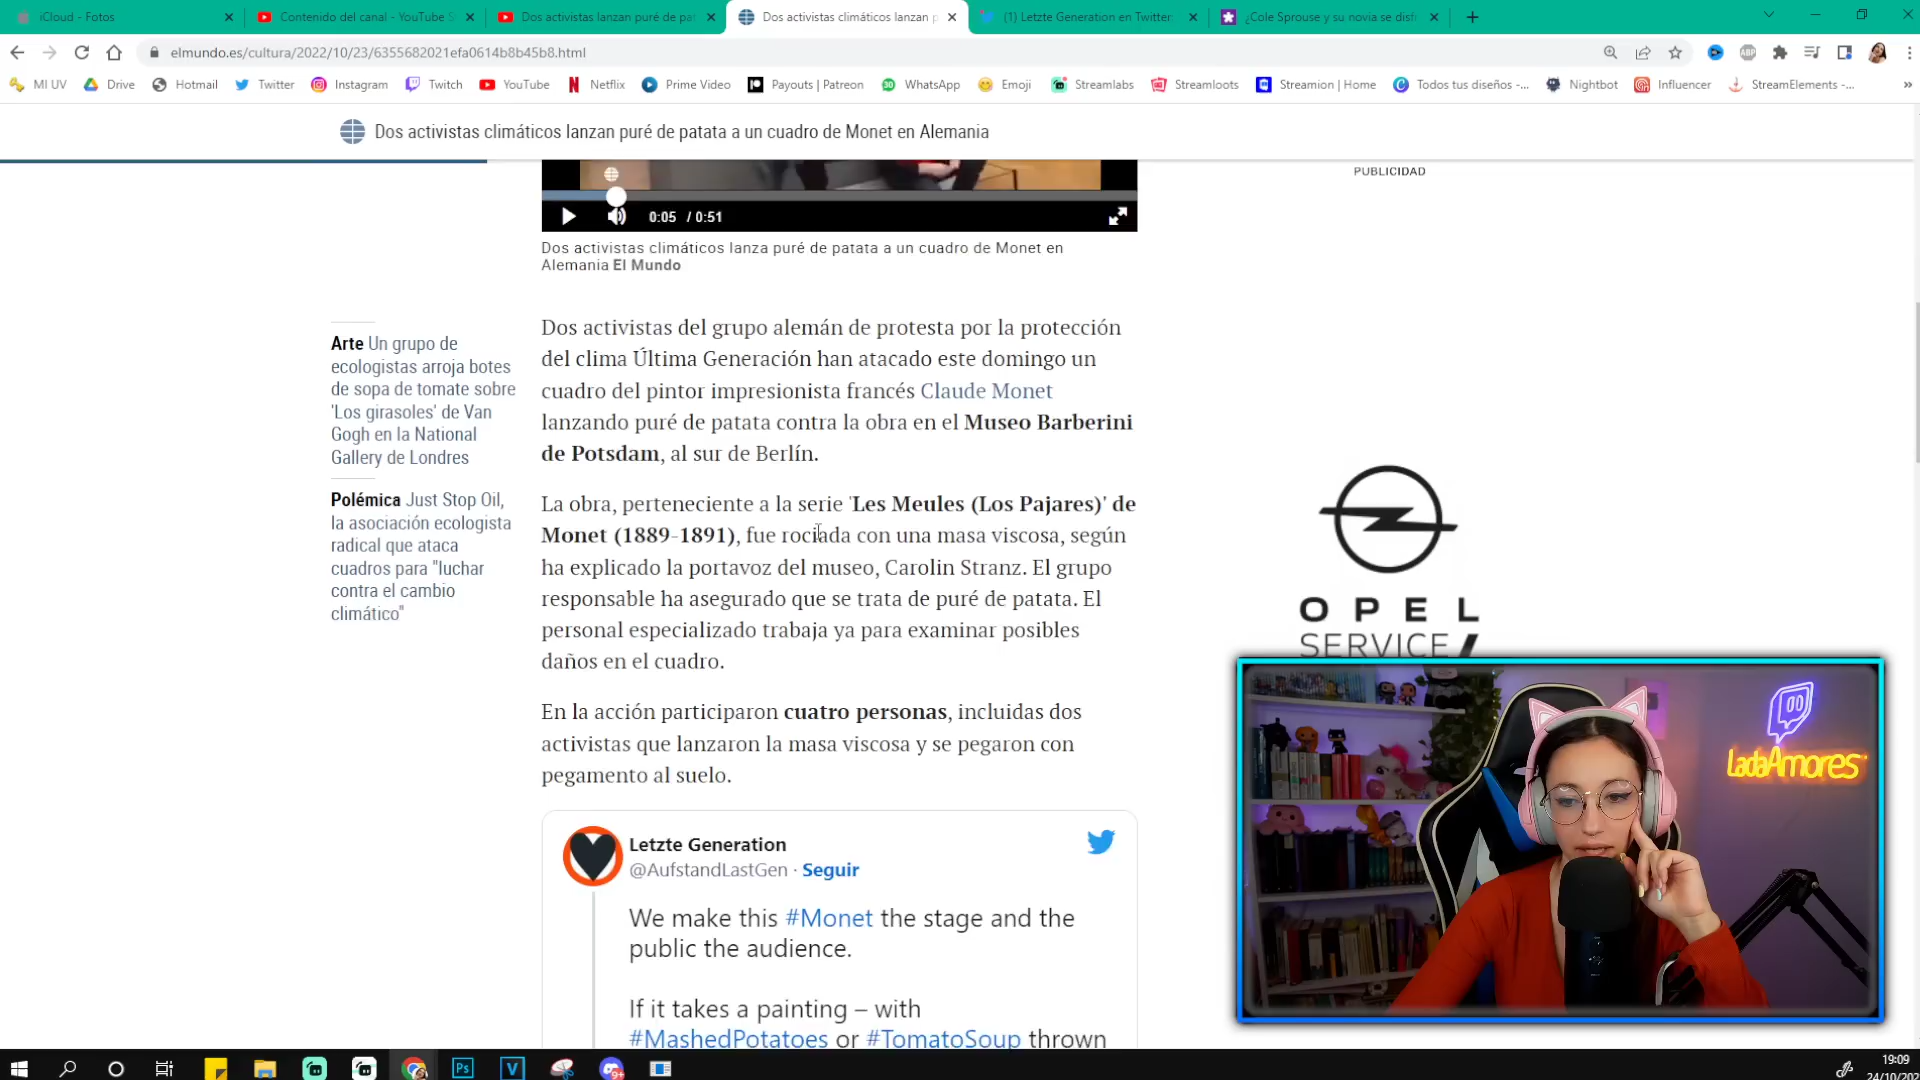 iCloud - Fotos
Contenido del canal - YouTube S
Dos activistas lanzan puré de pat
Dos activistas climáticos lanzan p
(1) Letzte Generation en Twitter:
¿Cole Sprouse y su novia se disf
elmundo.es/cultura/2022/10/23/6355682021efa0614b8b45b8.html
MI UV
Drive
Hotmail
Twitter
Instagram
Twitch
YouTube
Netflix
Prime Video
Payouts | Patreon
WhatsApp
Emoji
Streamlabs
Streamloots
Streamion | Home
Todos tus diseños -...
Nightbot
Influencer
StreamElements -...
»
Dos activistas climáticos lanzan puré de patata a un cuadro de Monet en Alemania
PUBLICIDAD
0:05 / 0:51
Dos activistas climáticos lanza puré de patata a un cuadro de Monet en
Alemania El Mundo
Arte Un grupo de
ecologistas arroja botes
de sopa de tomate sobre
'Los girasoles' de Van
Gogh en la National
Gallery de Londres
Polémica Just Stop Oil,
la asociación ecologista
radical que ataca
cuadros para "luchar
contra el cambio
climático"
Dos activistas del grupo alemán de protesta por la protección
del clima Última Generación han atacado este domingo un
cuadro del pintor impresionista francés Claude Monet
lanzando puré de patata contra la obra en el Museo Barberini
de Potsdam, al sur de Berlín.
La obra, perteneciente a la serie 'Les Meules (Los Pajares)' de
Monet (1889-1891), fue rociada con una masa viscosa, según
ha explicado la portavoz del museo, Carolin Stranz. El grupo
responsable ha asegurado que se trata de puré de patata. El
personal especializado trabaja ya para examinar posibles
daños en el cuadro.
En la acción participaron cuatro personas, incluidas dos
activistas que lanzaron la masa viscosa y se pegaron con
pegamento al suelo.
Letzte Generation
@AufstandLastGen · Seguir
We make this #Monet the stage and the
public the audience.
If it takes a painting – with
#MashedPotatoes or #TomatoSoup thrown
OPEL
SERVICE
LadaAmores
19:09
24/10/202